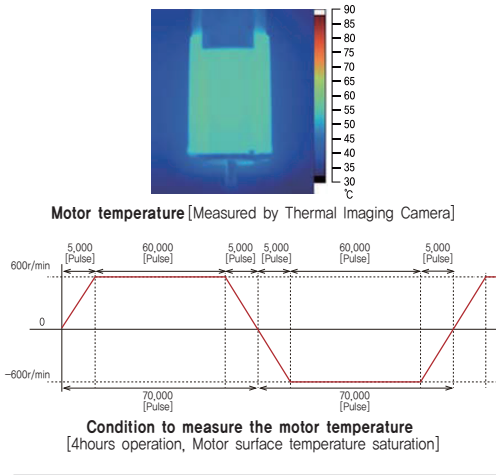 90
85
80
75
70
65
60
55
50
45
40
35
30
°C
Motor temperature [Measured by Thermal Imaging Camera]
5,000 60,000 5,000 5,000 60,000 5,000
[Pulse] [Pulse] [Pulse] [Pulse] [Pulse] [Pulse]
600r/min
0
−600r/min
70,000 70,000
[Pulse] [Pulse]
Condition to measure the motor temperature
[4hours operation, Motor surface temperature saturation]